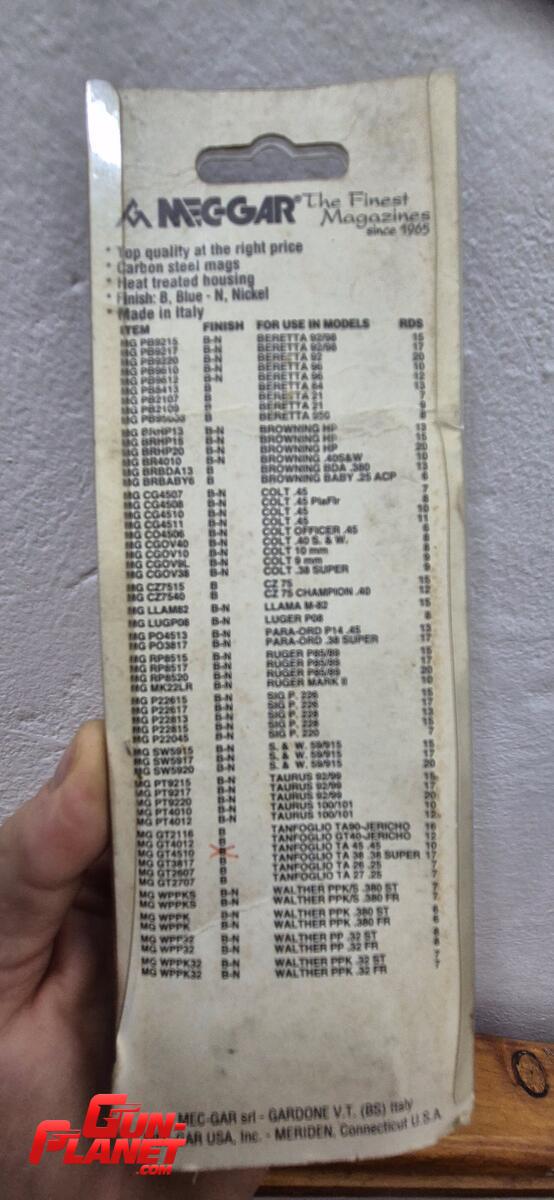 MEC-GAR® The Finest Magazines since 1965
* Top quality at the right price
* Carbon steel mags
* Heat treated housing
* Finish: B, Blue - N, Nickel
* Made in Italy
ITEM FINISH FOR USE IN MODELS RDS
MG PB9215 B-N BERETTA 92/98 15
MG PB9217 B-N BERETTA 92/98 17
MG PB9220 B-N BERETTA 92 20
MG PB9610 B-N BERETTA 96 10
MG PB9612 B-N BERETTA 96 12
MG PB8413 B BERETTA 84 13
MG PB2107 B BERETTA 21 7
MG PB2109 B BERETTA 21 9
B BERETTA 950 8
MG BRHP13 B-N BROWNING HP 13
MG BRHP15 B-N BROWNING HP 15
MG BRHP20 B-N BROWNING HP 20
MG BR4010 B-N BROWNING .40S&W 10
MG BRBDA13 B BROWNING BDA .380 13
MG BRBABY6 B BROWNING BABY .25 ACP 6
MG CG4507 B-N COLT .45 7
MG CG4508 B-N COLT .45 PlsFlr 8
MG CG4510 B-N COLT .45 10
MG CG4511 B-N COLT .45 11
MG CO4506 B-N COLT OFFICER .45 6
MG CGOV40 B-N COLT .40 S. & W. 8
MG CGOV10 B-N COLT 10 mm 8
MG CGOV9L B-N COLT 9 mm 9
MG CGOV38 B-N COLT .38 SUPER 9
MG CZ7515 B CZ 75 15
MG CZ7540 B CZ 75 CHAMPION .40 12
MG LLAM82 B-N LLAMA M-82 15
MG LUGP08 B-N LUGER P08 8
MG PO4513 B-N PARA-ORD P14 .45 13
MG PO3817 B-N PARA-ORD .38 SUPER 17
MG RP8515 B-N RUGER P85/89 15
MG RP8517 B-N RUGER P85/89 17
MG RP8520 B-N RUGER P85/89 20
MG MK22LR B-N RUGER MARK II 10
MG P22615 B-N SIG P. 226 15
MG P22617 B-N SIG P. 226 17
MG P22813 B-N SIG P. 228 13
MG P22815 B-N SIG P. 228 15
MG P22045 B-N SIG P. 220 7
MG SW5915 B-N S. & W. 59/915 15
MG SW5917 B-N S. & W. 59/915 17
MG SW5920 B-N S. & W. 59/915 20
MG PT9215 B-N TAURUS 92/99 15
MG PT9217 B-N TAURUS 92/99 17
MG PT9220 B-N TAURUS 92/99 20
MG PT4010 B-N TAURUS 100/101 10
MG PT4012 B-N TAURUS 100/101 12
MG GT2116 B TANFOGLIO TA90-JERICHO 16
MG GT4012 B TANFOGLIO GT40-JERICHO 12
MG GT4510 TANFOGLIO TA 45 .45 10
MG GT3817 B TANFOGLIO TA 38 .38 SUPER 17
MG GT2607 B TANFOGLIO TA 26 .25 7
MG GT2707 B TANFOGLIO TA 27 .25 7
MG WPPKS B-N WALTHER PPK/S .380 ST 7
MG WPPKS B-N WALTHER PPK/S .380 FR 7
MG WPPK B-N WALTHER PPK .380 ST 6
MG WPPK B-N WALTHER PPK .380 FR 6
MG WPP32 B-N WALTHER PP .32 ST 8
MG WPP32 B-N WALTHER PP .32 FR 8
MG WPPK32 B-N WALTHER PPK .32 ST 7
MG WPPK32 B-N WALTHER PPK .32 FR 7
MEC-GAR srl - GARDONE V.T. (BS) Italy
GAR USA, Inc. - MERIDEN, Connecticut U.S.A
GUN-PLANET.COM